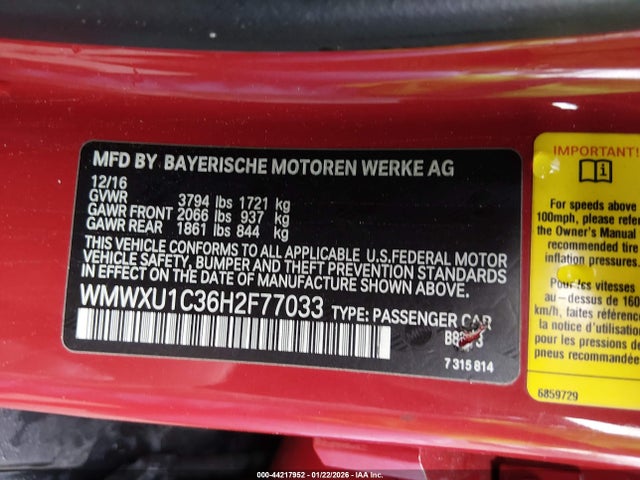 MFD BY BAYERISCHE MOTOREN WERKE AG
12/16
GVWR 3794 lbs 1721 kg
GAWR FRONT 2066 lbs 937 kg
GAWR REAR 1861 lbs 844 kg
THIS VEHICLE CONFORMS TO ALL APPLICABLE U.S.FEDERAL MOTOR
VEHICLE SAFETY, BUMPER AND THEFT PREVENTION STANDARDS
IN EFFECT ON THE DATE OF MANUFACTURE SHOWN ABOVE.
WMWXU1C36H2F77033 TYPE: PASSENGER CAR
7 315 814
IMPORTANT!
For speeds above
100mph, please refer
the Owner's Manual
for recommended tire
inflation pressures.
Pour les vitesses
au-dessus de 160
km/h, faites référence
la notice d'utilisation
pour les pressions de
pneus recommandée
6859729
000-44217952 - 01/22/2026 - IAA Inc.